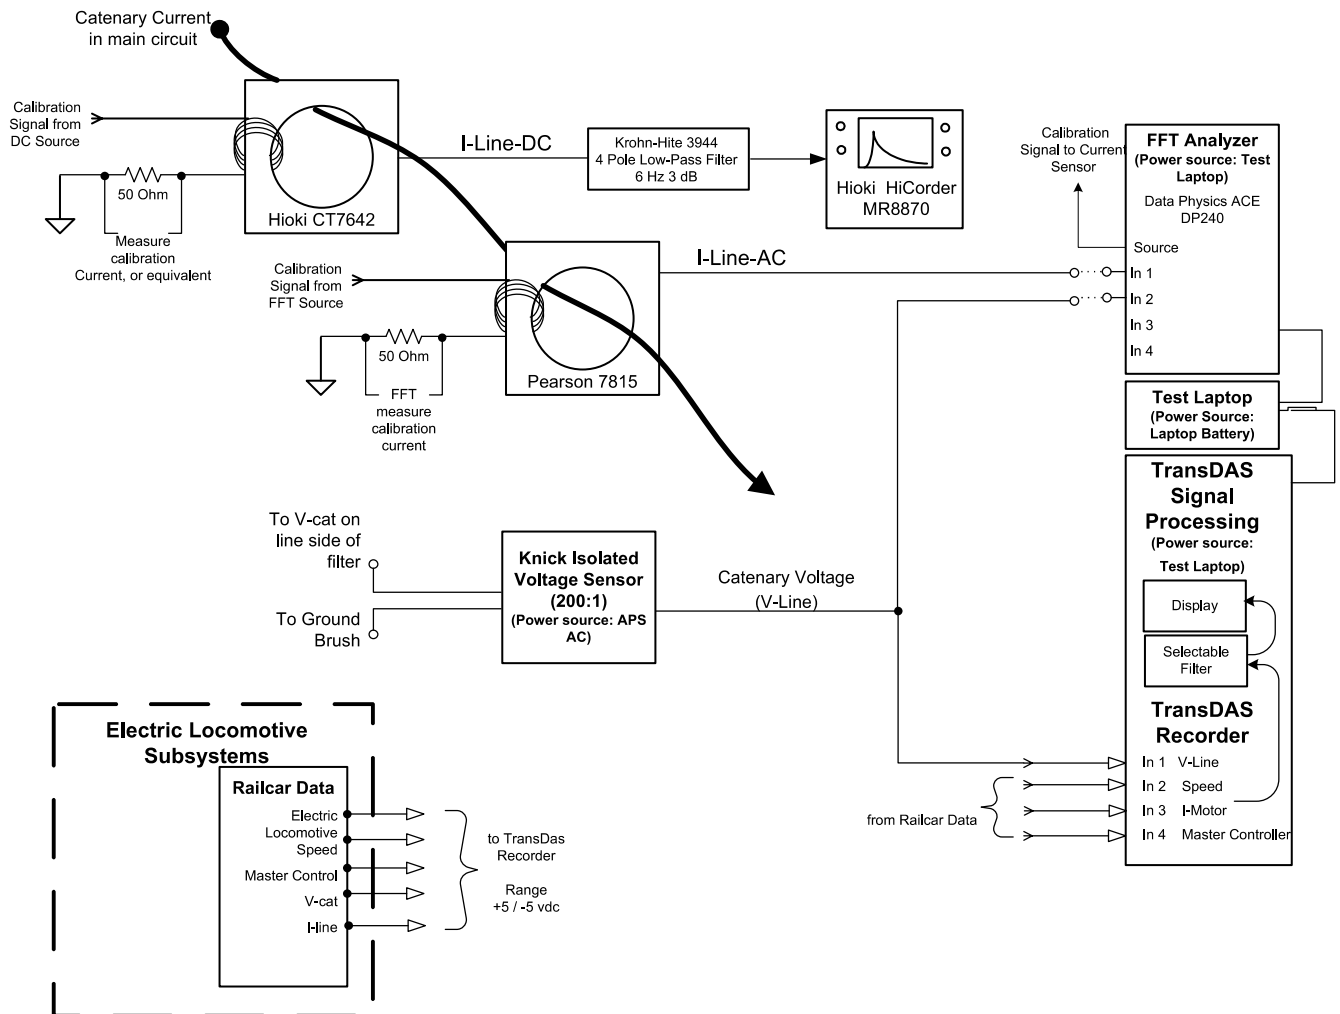 Catenary Current
in main circuit
Calibration
Signal from
DC Source
50 Ohm
Measure
calibration
Current, or equivalent
Hioki CT7642
I-Line-DC
Krohn-Hite 3944
4 Pole Low-Pass Filter
6 Hz 3 dB
Hioki HiCorder
MR8870
Calibration
Signal to Current
Sensor
FFT Analyzer
(Power source: Test
Laptop)
Data Physics ACE
DP240
Source
In 1
In 2
In 3
In 4
Calibration
Signal from
FFT Source
50 Ohm
FFT
measure
calibration
current
Pearson 7815
I-Line-AC
Test Laptop
(Power Source:
Laptop Battery)
To V-cat on
line side of
filter
To Ground
Brush
Knick Isolated
Voltage Sensor
(200:1)
(Power source: APS
AC)
Catenary Voltage
(V-Line)
TransDAS
Signal
Processing
(Power source:
Test Laptop)
Display
Selectable
Filter
TransDAS
Recorder
In 1 V-Line
In 2 Speed
In 3 I-Motor
In 4 Master Controller
from Railcar Data
Electric Locomotive
Subsystems
Railcar Data
Electric
Locomotive
Speed
Master Control
V-cat
I-line
to TransDas
Recorder
Range
+5 / -5 vdc